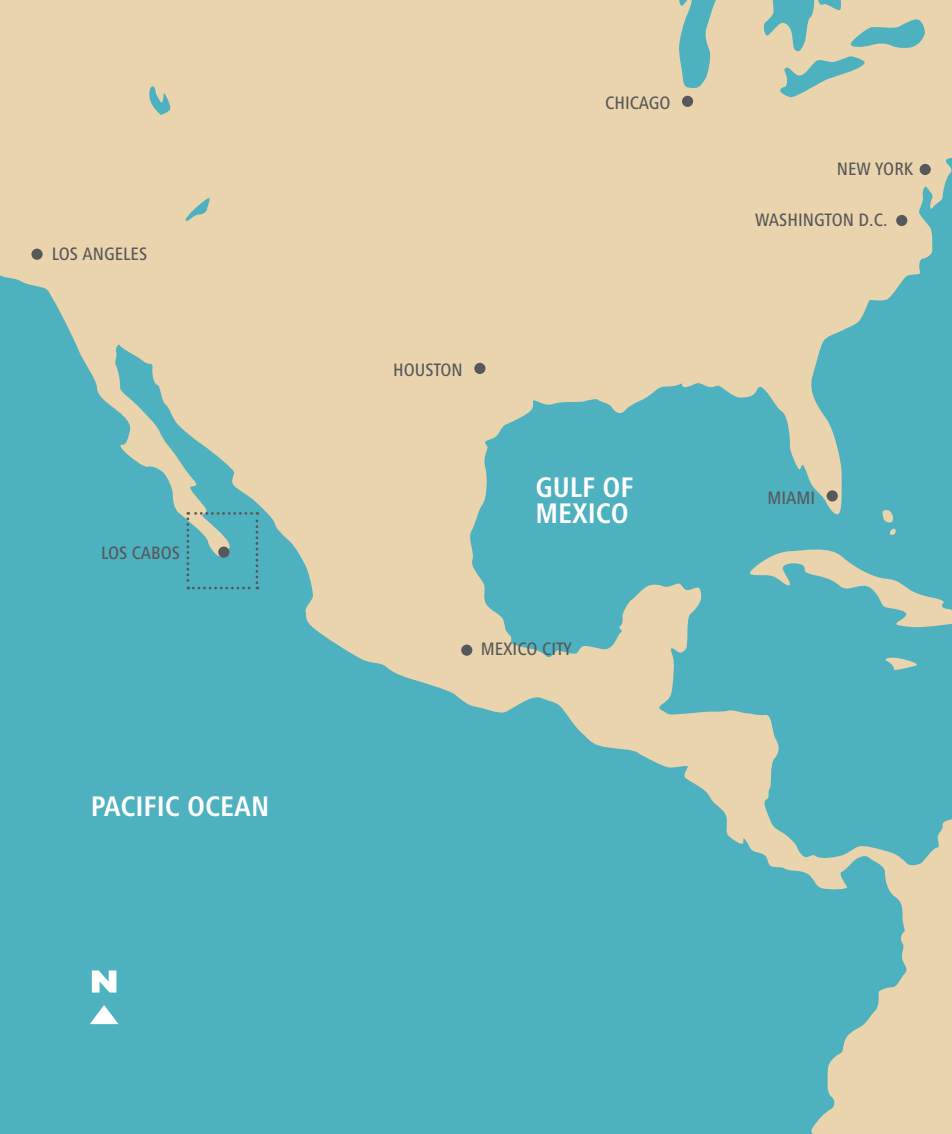 CHICAGO
NEW YORK
WASHINGTON D.C.
LOS ANGELES
HOUSTON
GULF OF
MEXICO
MIAMI
LOS CABOS
MEXICO CITY
PACIFIC OCEAN
N